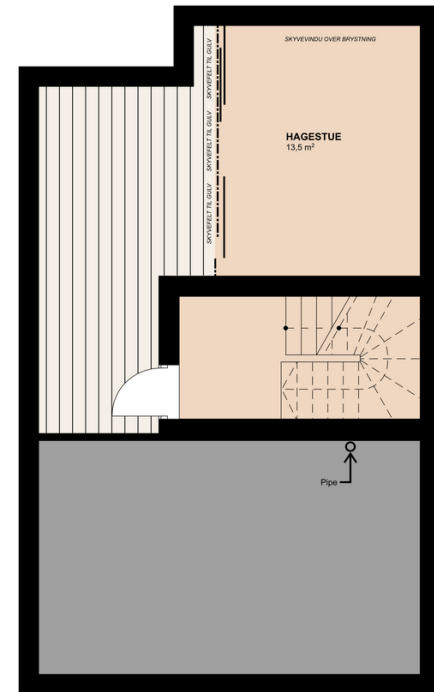 SKYVEVINDU OVER BRYSTNING
SKYVEFELT TIL GULV
SKYVEFELT TIL GULV
SKYVEFELT TIL GULV
HAGESTUE
13,5 m²
Pipe